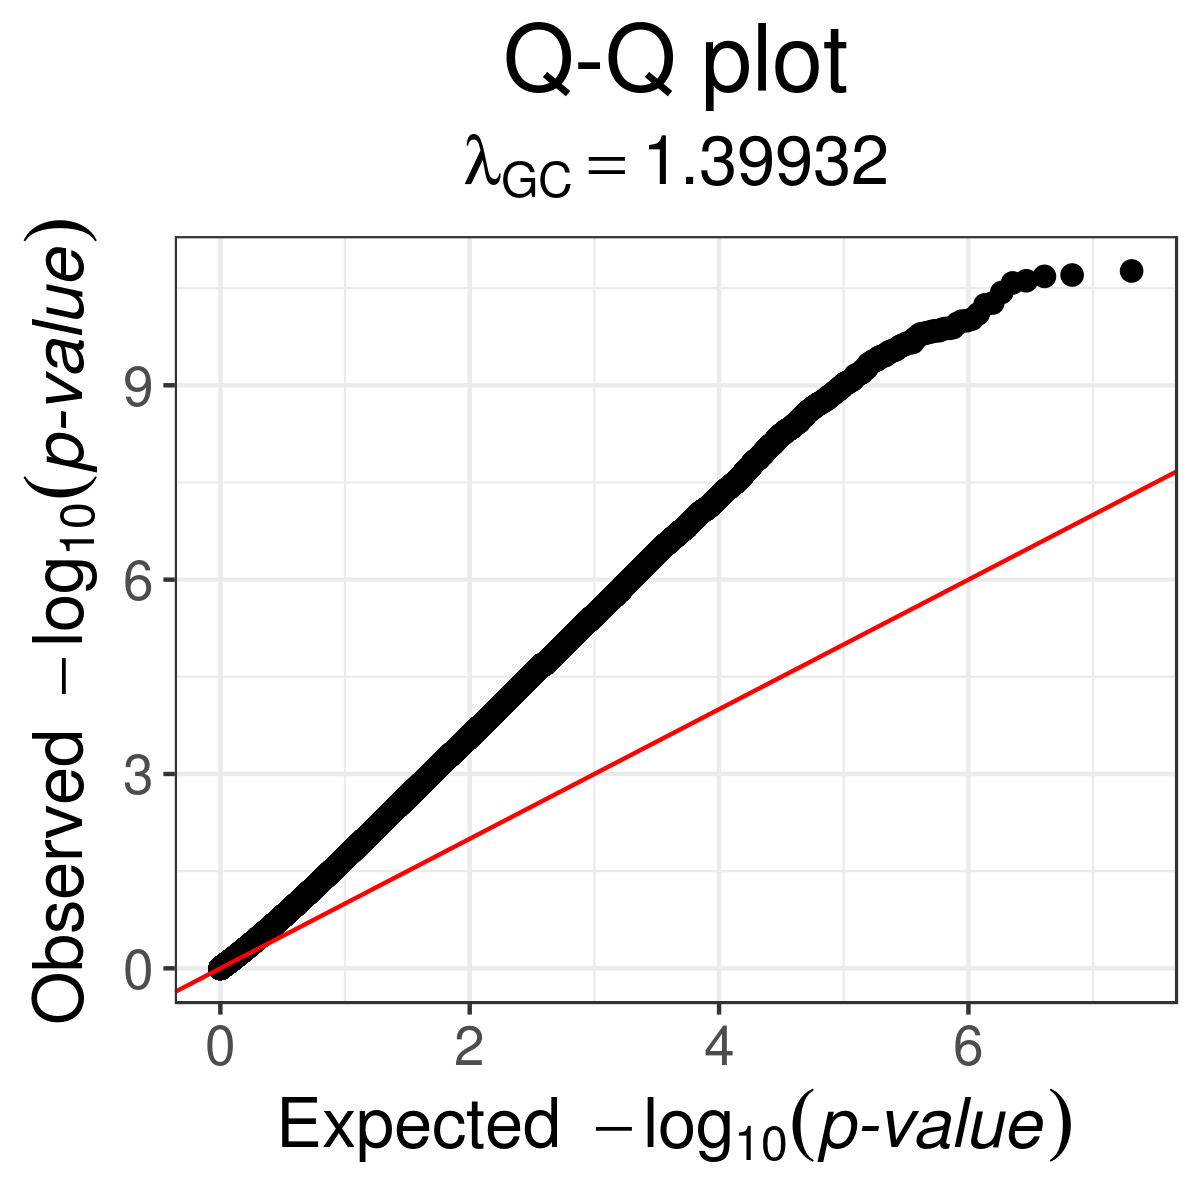 Q-Q plot
λGC = 1.39932
Observed −log10(p-value)
9
6
3
0
0 2 4 6
Expected −log10(p-value)